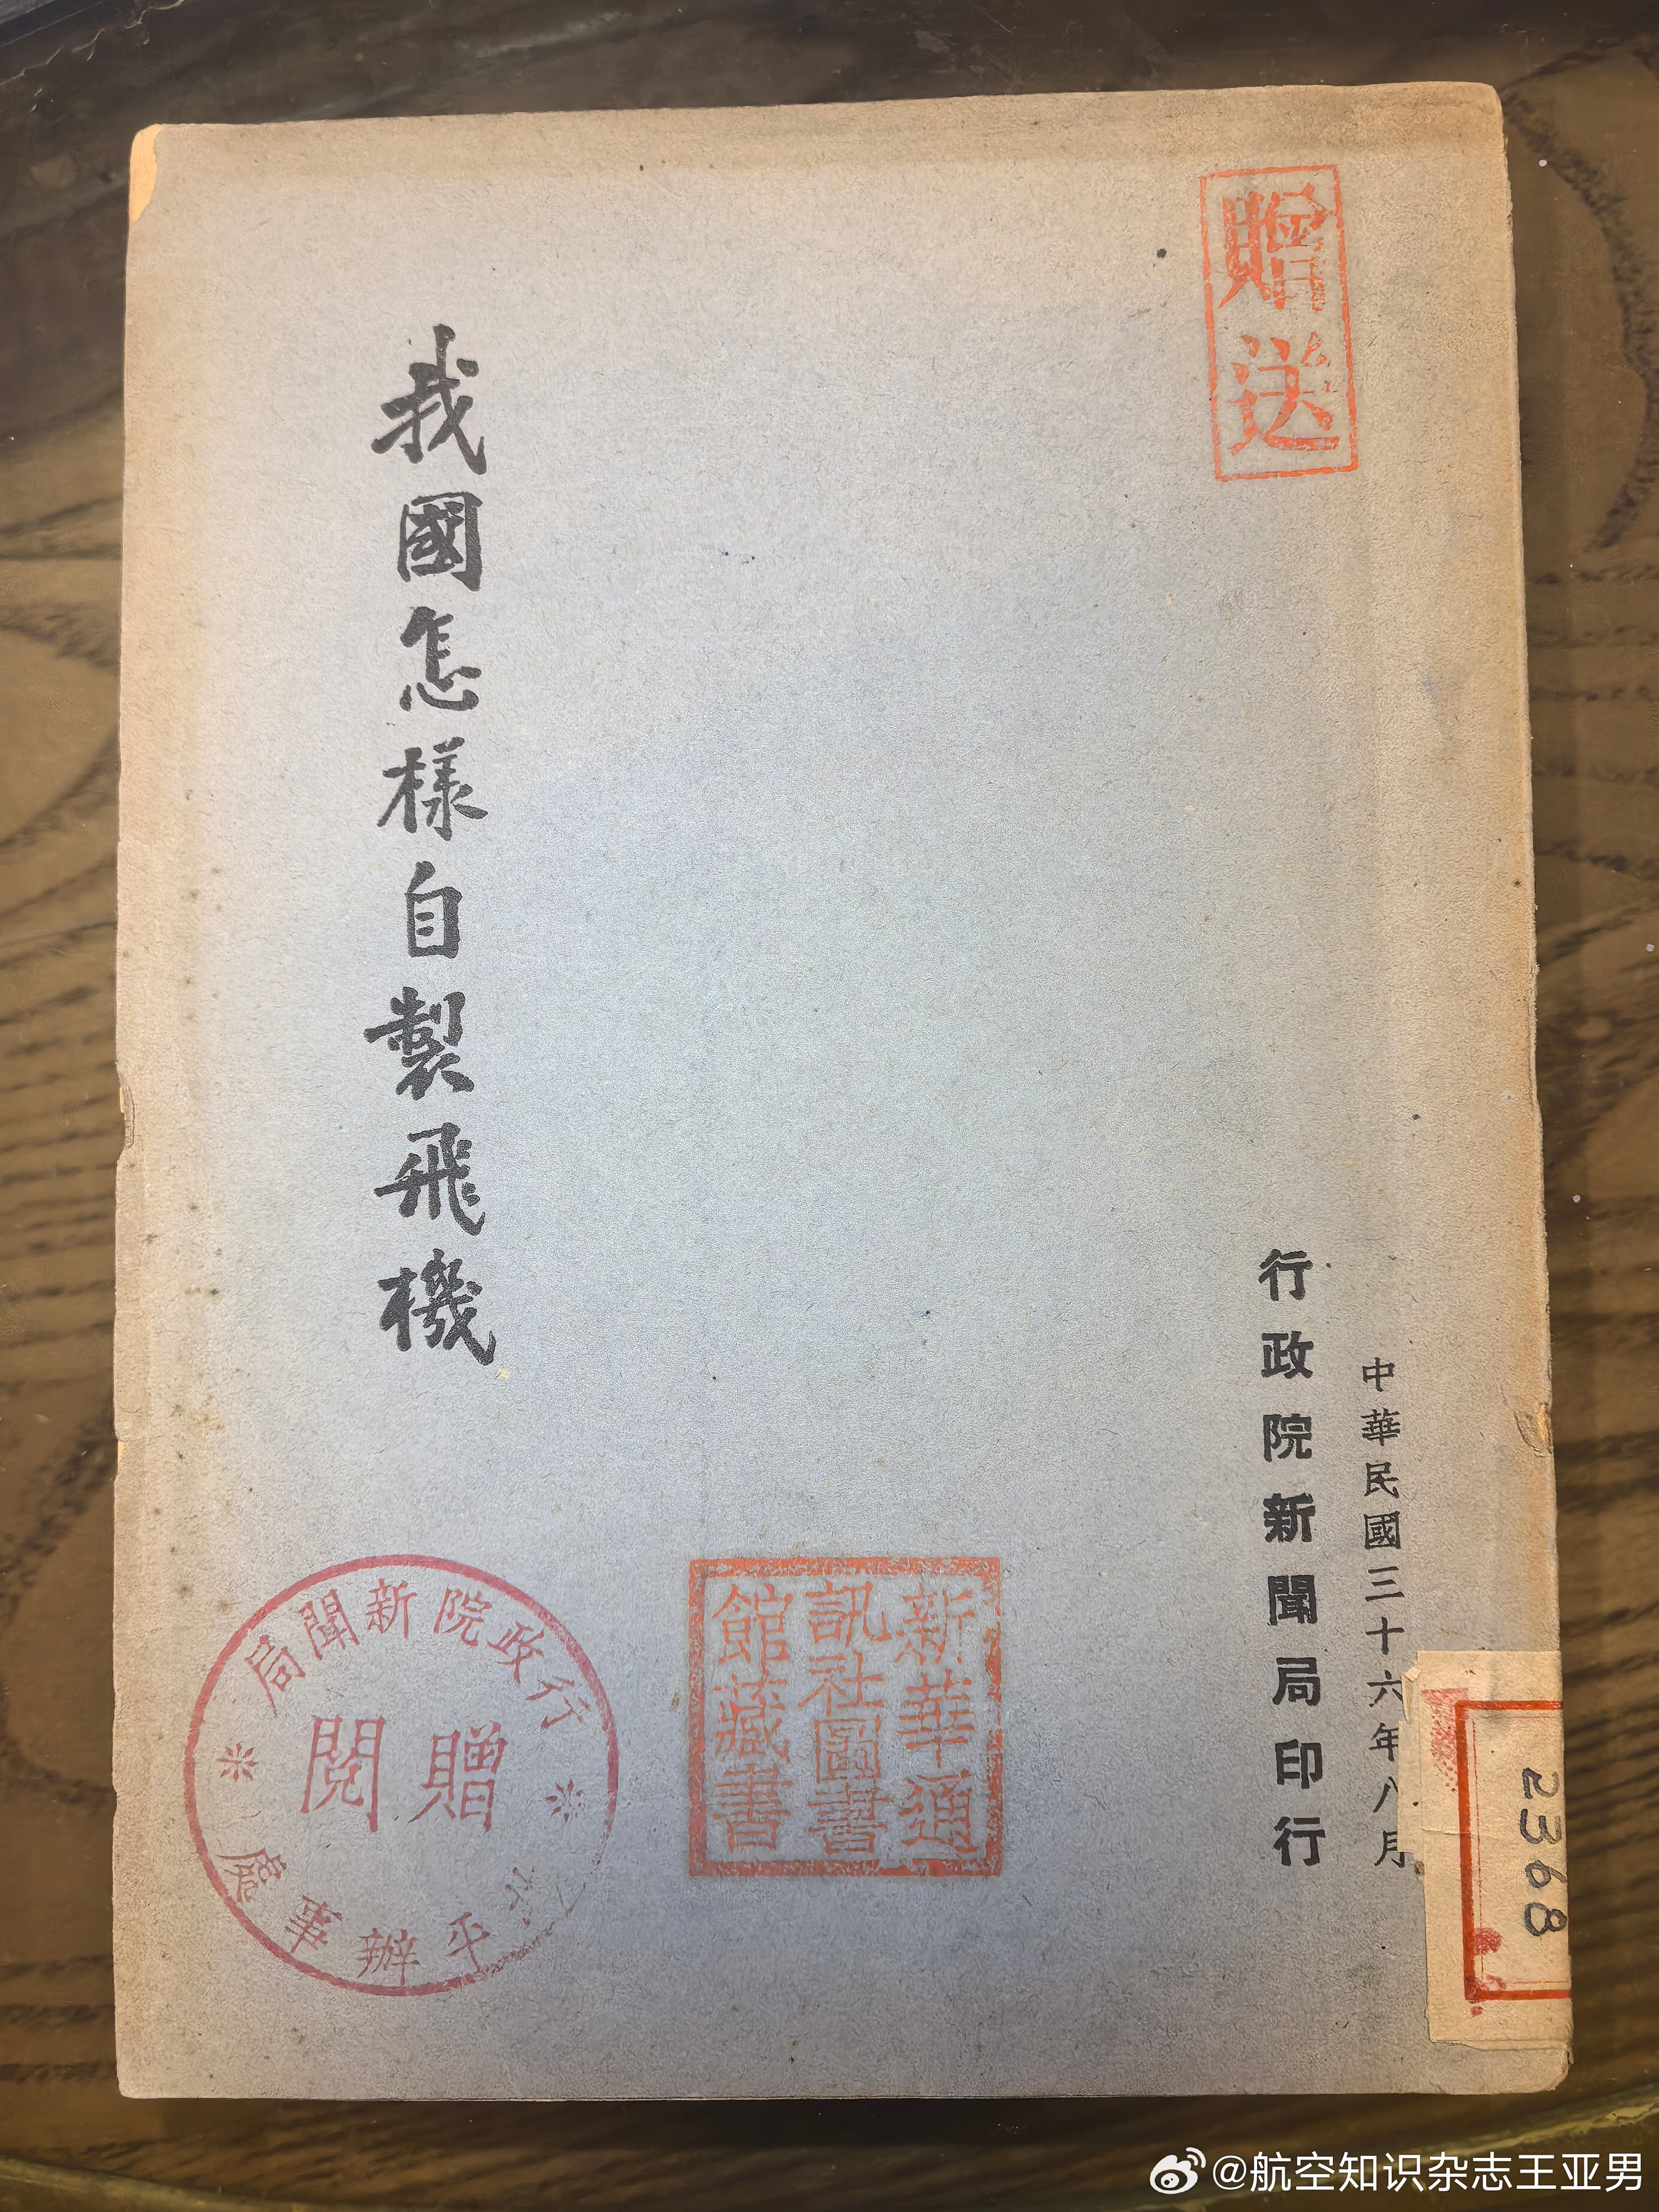 贈送
中華民國三十六年八月
行政院新聞局印行
我國怎樣自製飛機
新華通
訊社圖書
館藏書
行政院新聞局
贈閱
平辦事處
2368
@航空知识杂志王亚男